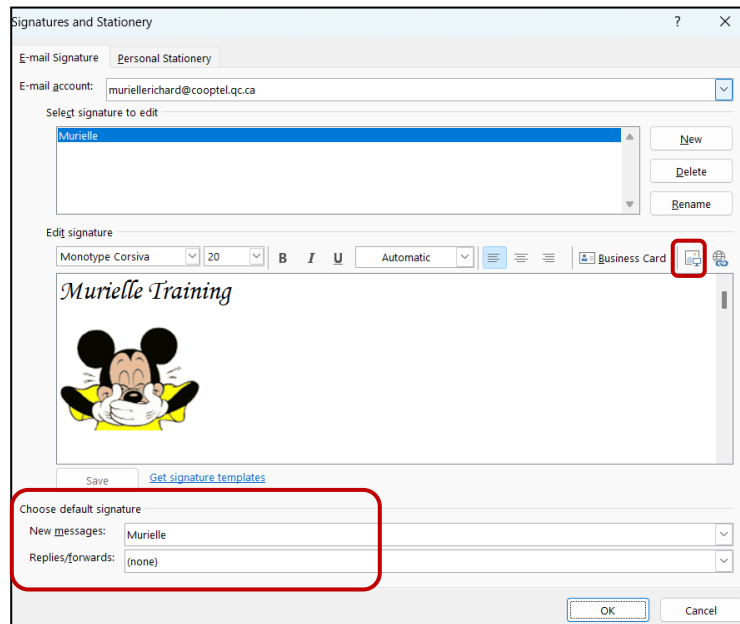 Signatures and Stationery ?
E-mail Signature Personal Stationery
E-mail account: muriellerichard@cooptel.qc.ca
Select signature to edit
Murielle
New
Delete
Rename
Edit signature
Monotype Corsiva 20 B I U Automatic Business Card
Murielle Training
Save Get signature templates
Choose default signature
New messages: Murielle
Replies/forwards: (none)
OK Cancel